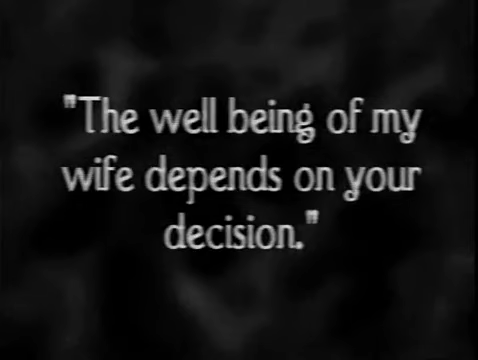 "The well being of my
wife depends on your
decision."